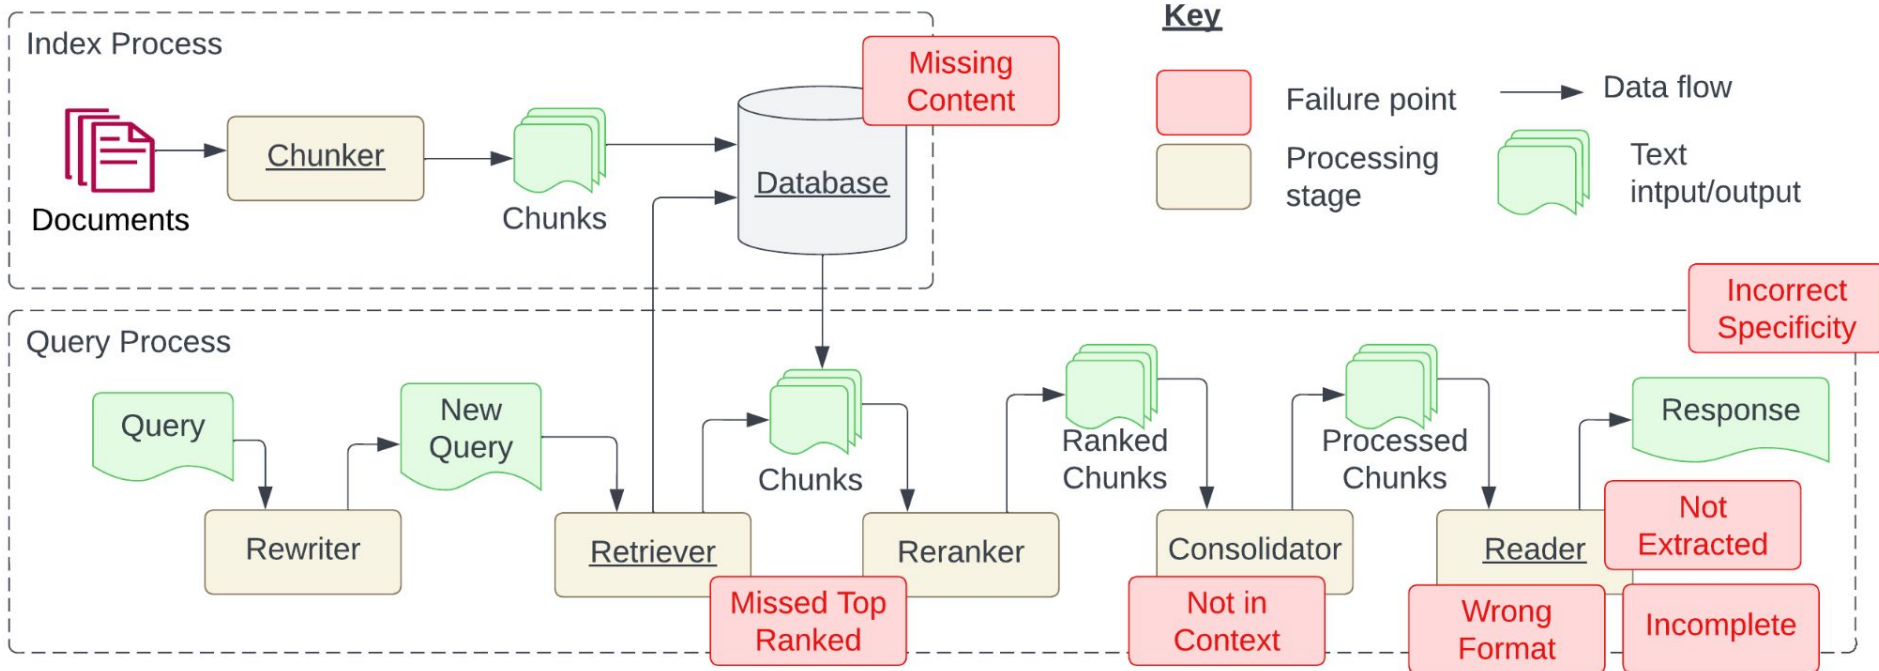 Index Process
Documents
Chunker
Chunks
Database
Missing
Content
Key
Failure point
Data flow
Processing
stage
Text
intput/output
Query Process
Incorrect
Specificity
Query
New
Query
Chunks
Ranked
Chunks
Processed
Chunks
Response
Rewriter
Retriever
Reranker
Consolidator
Reader
Not
Extracted
Missed Top
Ranked
Not in
Context
Wrong
Format
Incomplete